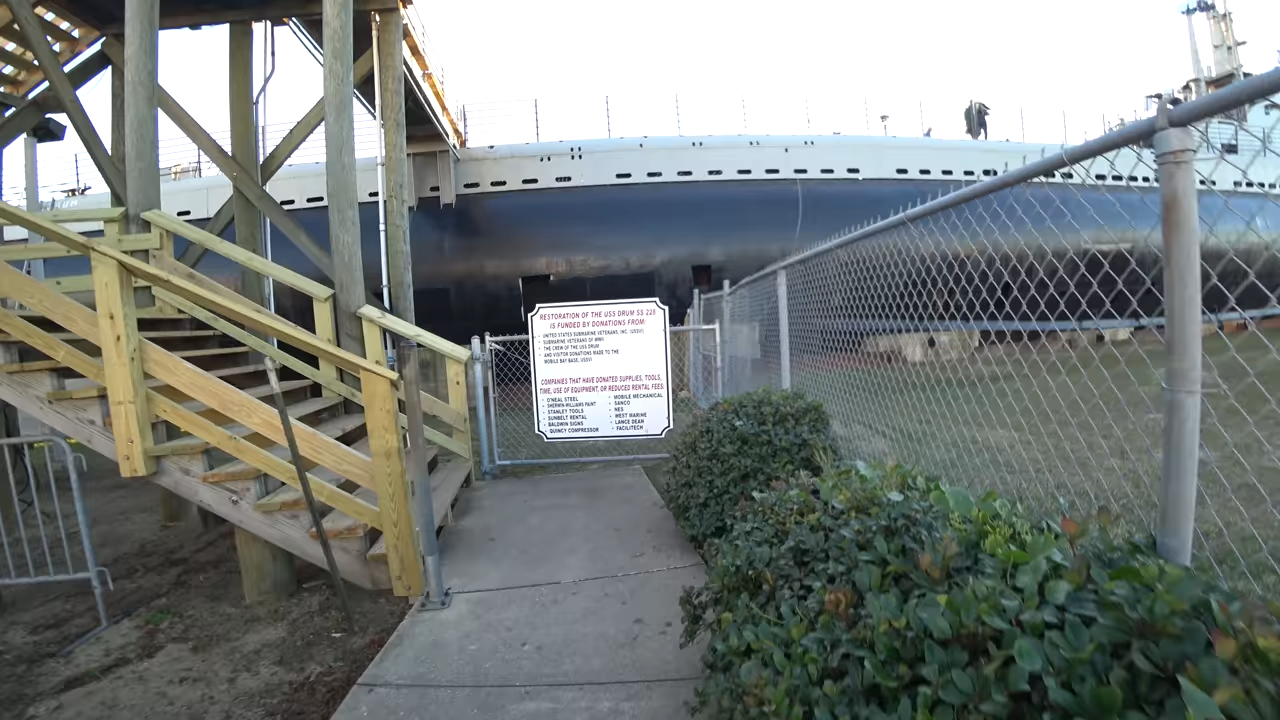 RESTORATION OF THE USS DRUM SS 228
IS FUNDED BY DONATIONS FROM:
• UNITED STATES SUBMARINE VETERANS, INC. (USSVI)
• SUBMARINE VETERANS OF WWII
• THE CREW OF THE USS DRUM
• AND VISITOR DONATIONS MADE TO THE
MOBILE BAY BASE, USSVI
COMPANIES THAT HAVE DONATED SUPPLIES, TOOLS,
TIME, USE OF EQUIPMENT, OR REDUCED RENTAL FEES:
• O'NEAL STEEL
• SHERWIN-WILLIAMS PAINT
• STANLEY TOOLS
• SUNBELT RENTAL
• BALDWIN SIGNS
• QUINCY COMPRESSOR
• MOBILE MECHANICAL
• SANCO
• NES
• WEST MARINE
• LANCE DEAN
• FACILITECH